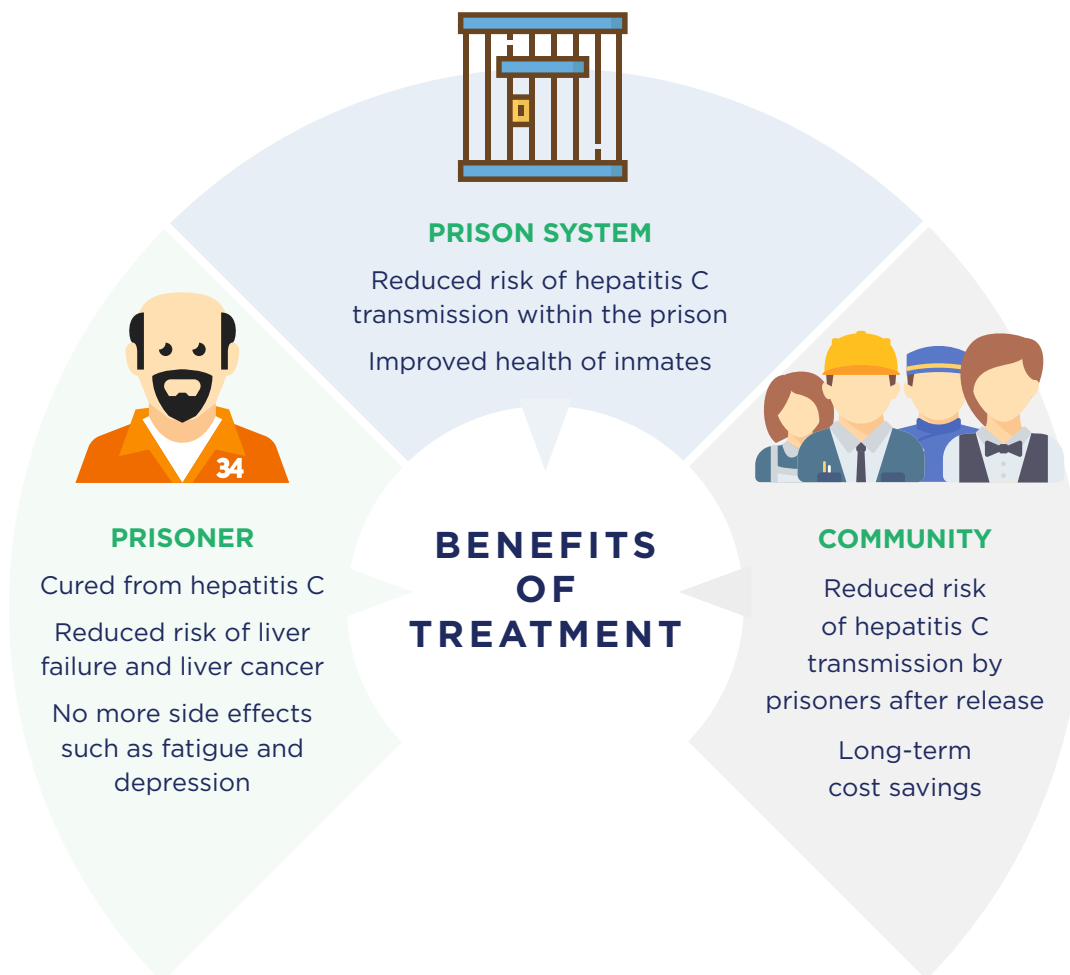 PRISON SYSTEM
Reduced risk of hepatitis C
transmission within the prison
Improved health of inmates
34
PRISONER
Cured from hepatitis C
Reduced risk of liver
failure and liver cancer
No more side effects
such as fatigue and
depression
BENEFITS
OF
TREATMENT
COMMUNITY
Reduced risk
of hepatitis C
transmission by
prisoners after release
Long-term
cost savings